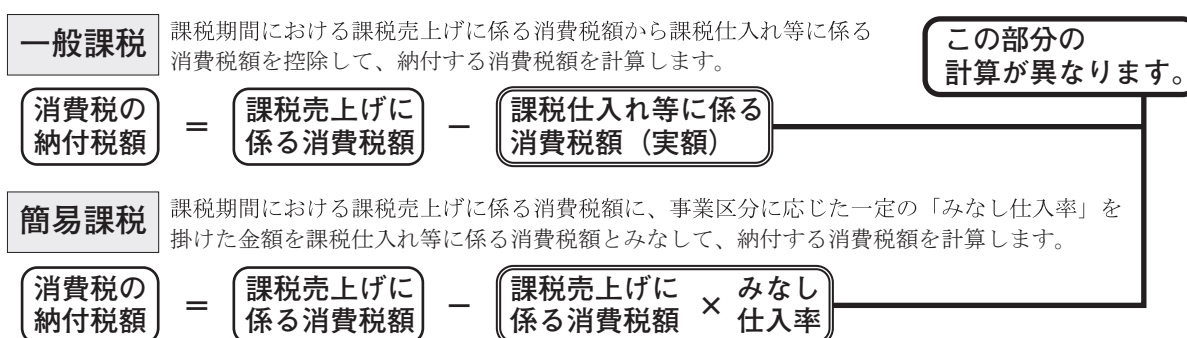 一般課税
課税期間における課税売上げに係る消費税額から課税仕入れ等に係る
消費税額を控除して、納付する消費税額を計算します。
この部分の
計算が異なります。
消費税の
納付税額
＝
課税売上げに
係る消費税額
－
課税仕入れ等に係る
消費税額（実額）
簡易課税
課税期間における課税売上げに係る消費税額に、事業区分に応じた一定の「みなし仕入率」を
掛けた金額を課税仕入れ等に係る消費税額とみなして、納付する消費税額を計算します。
消費税の
納付税額
＝
課税売上げに
係る消費税額
－
課税売上げに
係る消費税額
×
みなし
仕入率